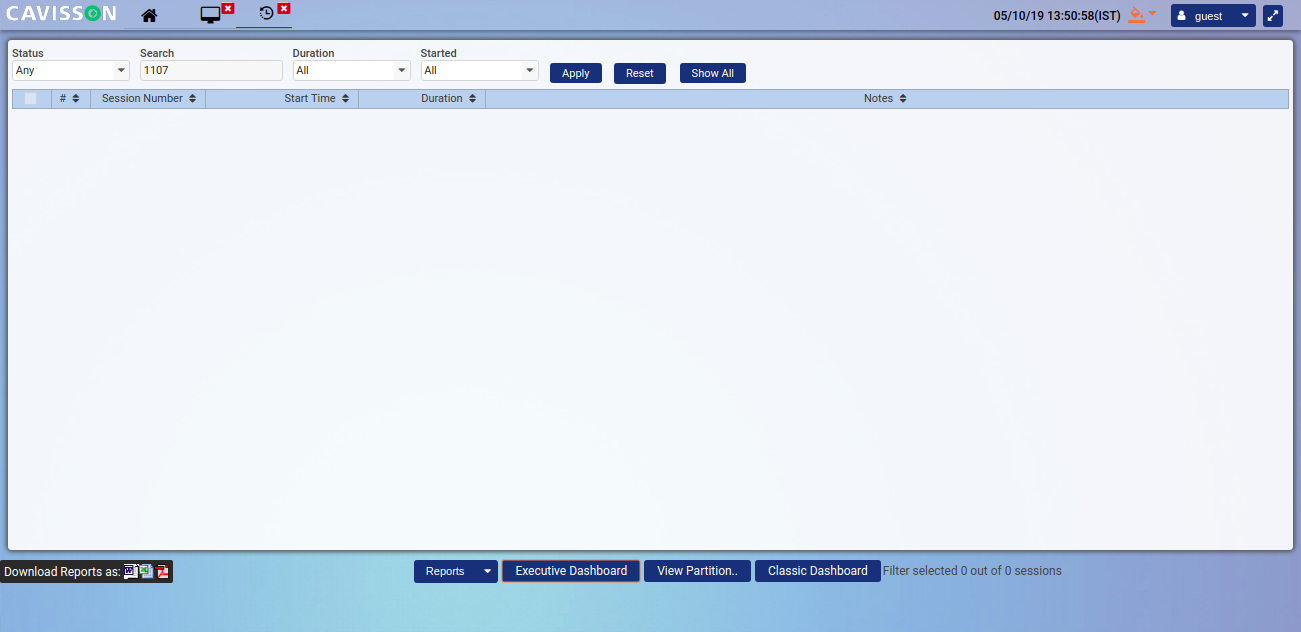 CAVISSON
05/10/19 13:50:58(IST)
guest
Status
Search
Duration
Started
Any
1107
All
All
Apply
Reset
Show All
#
Session Number
Start Time
Duration
Notes
Download Reports as:
Reports
Executive Dashboard
View Partition..
Classic Dashboard
Filter selected 0 out of 0 sessions